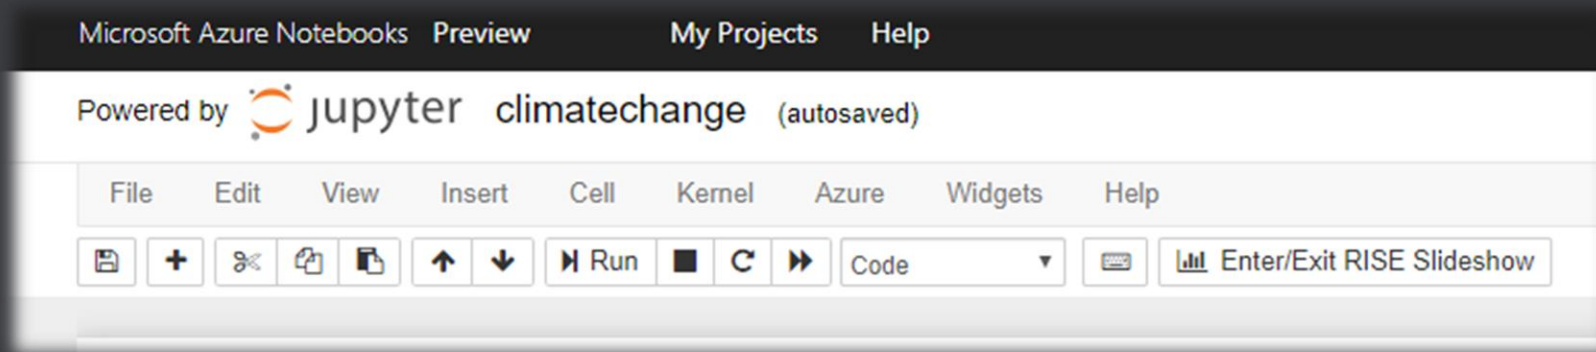 Microsoft Azure Notebooks Preview My Projects Help
Powered by jupyter climatechange (autosaved)
File Edit View Insert Cell Kernel Azure Widgets Help
Run Code Enter/Exit RISE Slideshow